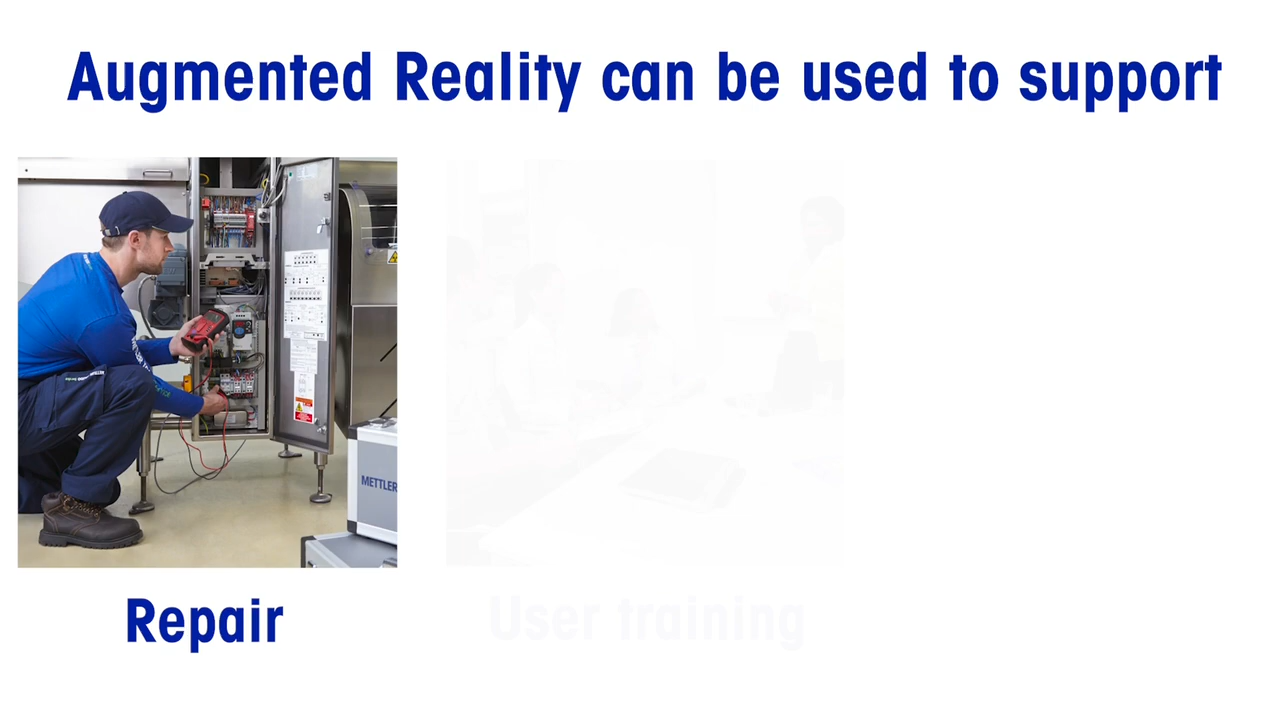 Augmented Reality can be used to support
METTLER
Repair
User training